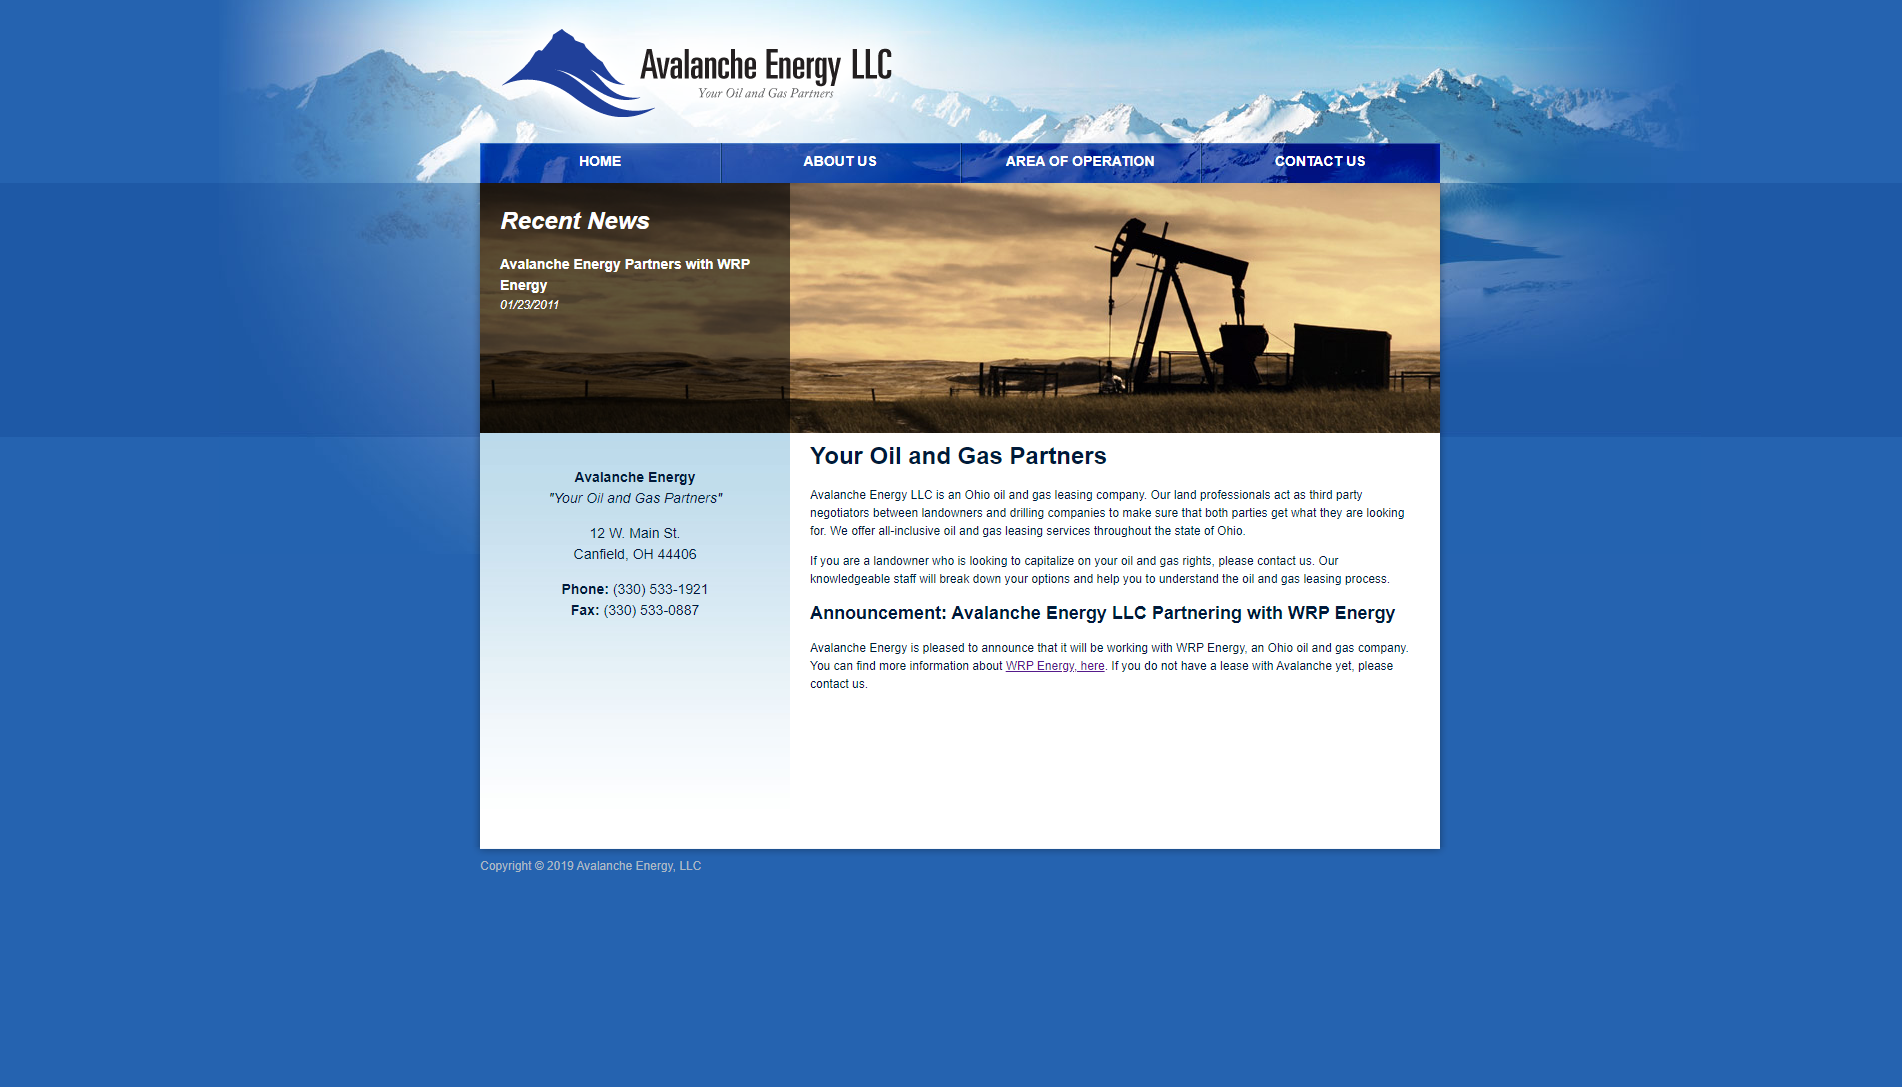 Avalanche Energy LLC
Your Oil and Gas Partners
HOME
ABOUT US
AREA OF OPERATION
CONTACT US
Recent News
Avalanche Energy Partners with WRP
Energy
01/23/2011
Avalanche Energy
"Your Oil and Gas Partners"
12 W. Main St.
Canfield, OH 44406
Phone: (330) 533-1921
Fax: (330) 533-0887
Your Oil and Gas Partners
Avalanche Energy LLC is an Ohio oil and gas leasing company. Our land professionals act as third party
negotiators between landowners and drilling companies to make sure that both parties get what they are looking
for. We offer all-inclusive oil and gas leasing services throughout the state of Ohio.
If you are a landowner who is looking to capitalize on your oil and gas rights, please contact us. Our
knowledgeable staff will break down your options and help you to understand the oil and gas leasing process.
Announcement: Avalanche Energy LLC Partnering with WRP Energy
Avalanche Energy is pleased to announce that it will be working with WRP Energy, an Ohio oil and gas company.
You can find more information about WRP Energy, here. If you do not have a lease with Avalanche yet, please
contact us.
Copyright © 2019 Avalanche Energy, LLC